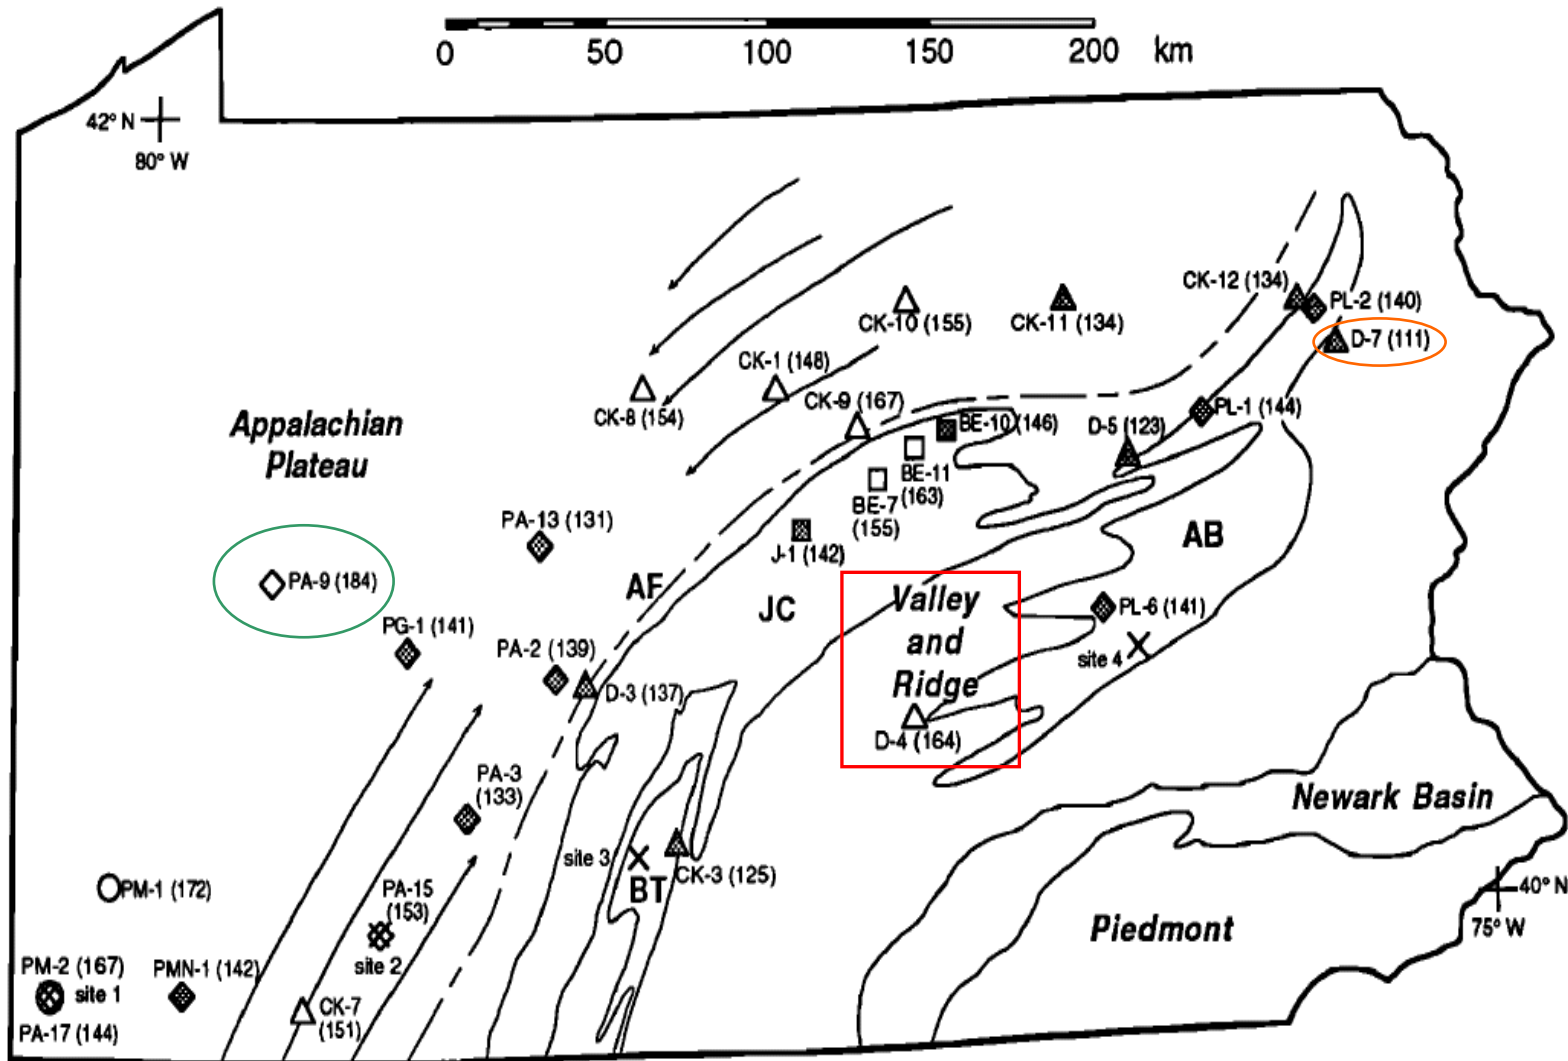 0 50 100 150 200 km
42° N
80° W
CK-12 (134)
PL-2 (140)
CK-10 (155)
CK-11 (134)
D-7 (111)
CK-1 (148)
CK-8 (154)
CK-9 (167)
PL-1 (144)
BE-10 (146)
D-5 (123)
Appalachian
Plateau
BE-11
(163)
BE-7
(155)
PA-13 (131)
J-1 (142)
AB
PA-9 (184)
AF
JC
Valley
and
Ridge
PL-6 (141)
PG-1 (141)
PA-2 (139)
site 4
D-3 (137)
D-4 (164)
PA-3
(133)
Newark Basin
site 3
CK-3 (125)
BT
PM-1 (172)
PA-15
(153)
40° N
75° W
Piedmont
site 2
PM-2 (167)
site 1
PMN-1 (142)
PA-17 (144)
CK-7
(151)